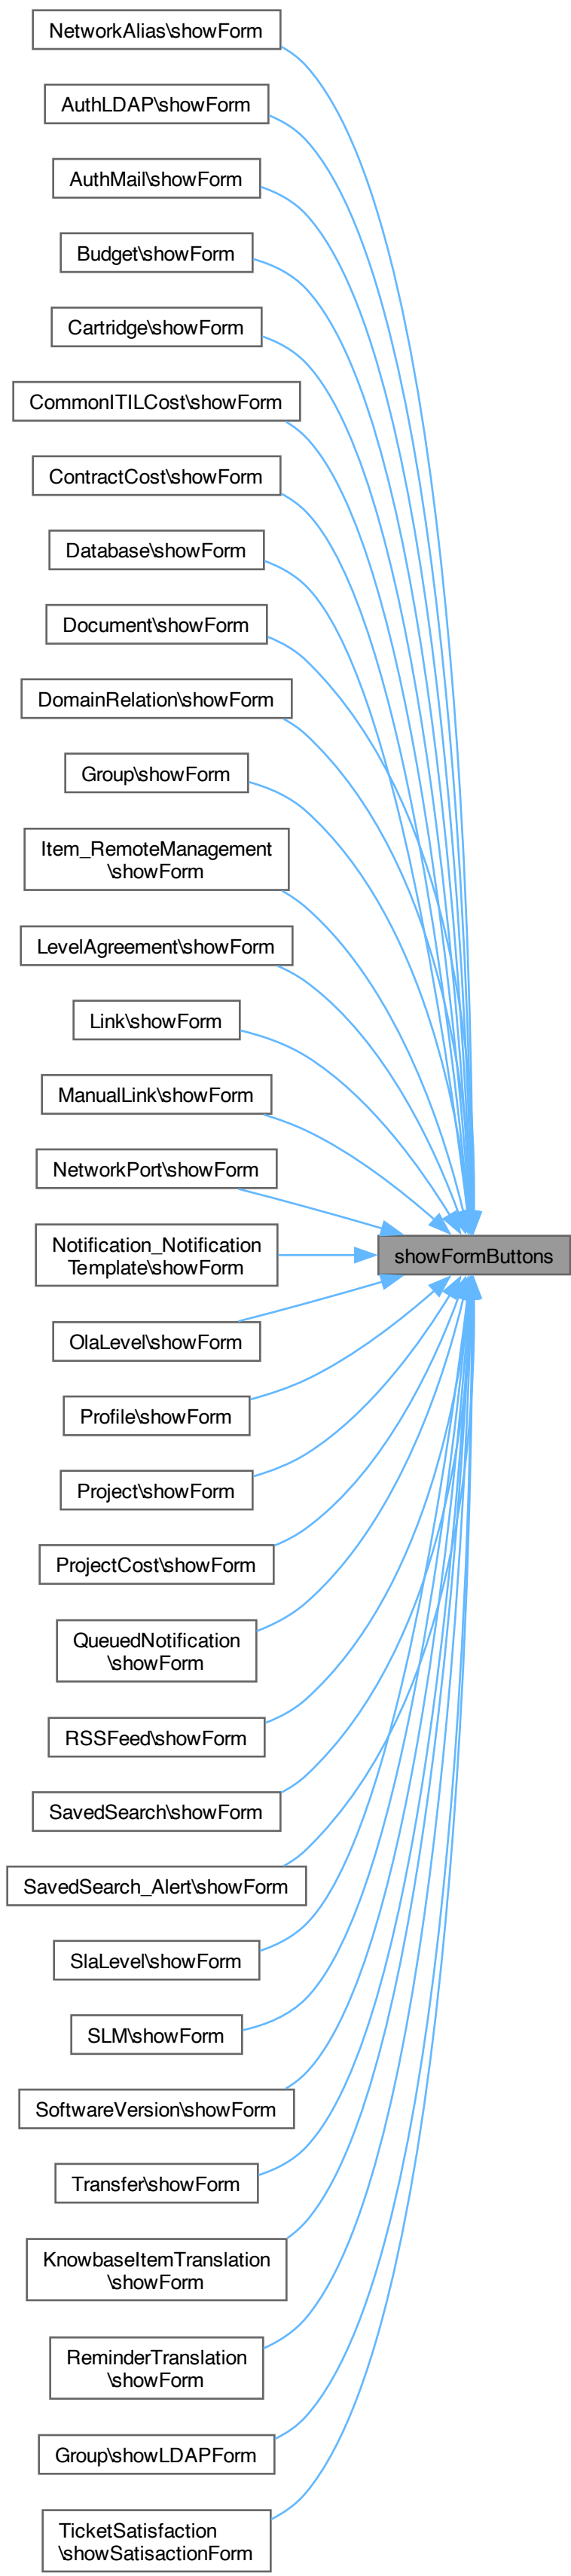 NetworkAlias\showForm
AuthLDAP\showForm
AuthMail\showForm
Budget\showForm
Cartridge\showForm
CommonITILCost\showForm
ContractCost\showForm
Database\showForm
Document\showForm
DomainRelation\showForm
Group\showForm
Item_RemoteManagement
\showForm
LevelAgreement\showForm
Link\showForm
ManualLink\showForm
NetworkPort\showForm
Notification_Notification
Template\showForm
showFormButtons
OlaLevel\showForm
Profile\showForm
Project\showForm
ProjectCost\showForm
QueuedNotification
\showForm
RSSFeed\showForm
SavedSearch\showForm
SavedSearch_Alert\showForm
SlaLevel\showForm
SLM\showForm
SoftwareVersion\showForm
Transfer\showForm
KnowbaseItemTranslation
\showForm
ReminderTranslation
\showForm
Group\showLDAPForm
TicketSatisfaction
\showSatisactionForm